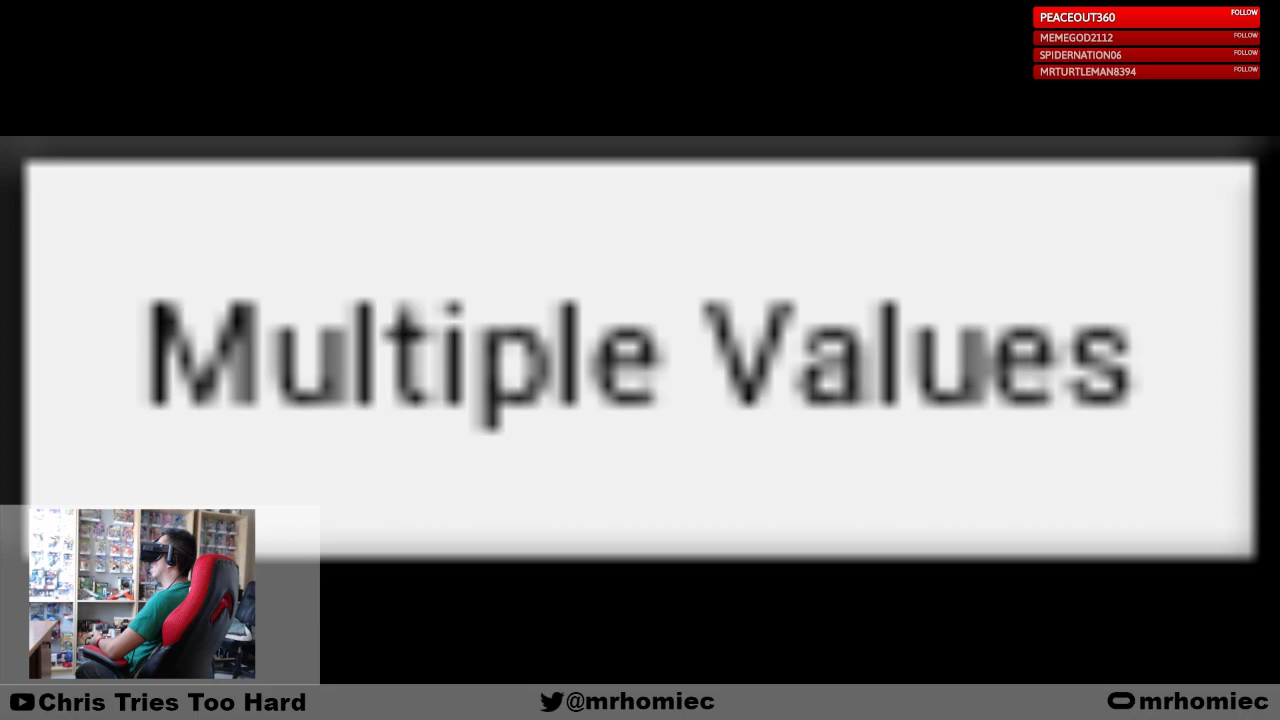 PEACEOUT360 FOLLOW
MEMEGOD2112 FOLLOW
SPIDERNATION06 FOLLOW
MRTURTLEMAN8394 FOLLOW
Multiple Values
Chris Tries Too Hard @mrhomiec mrhomiec